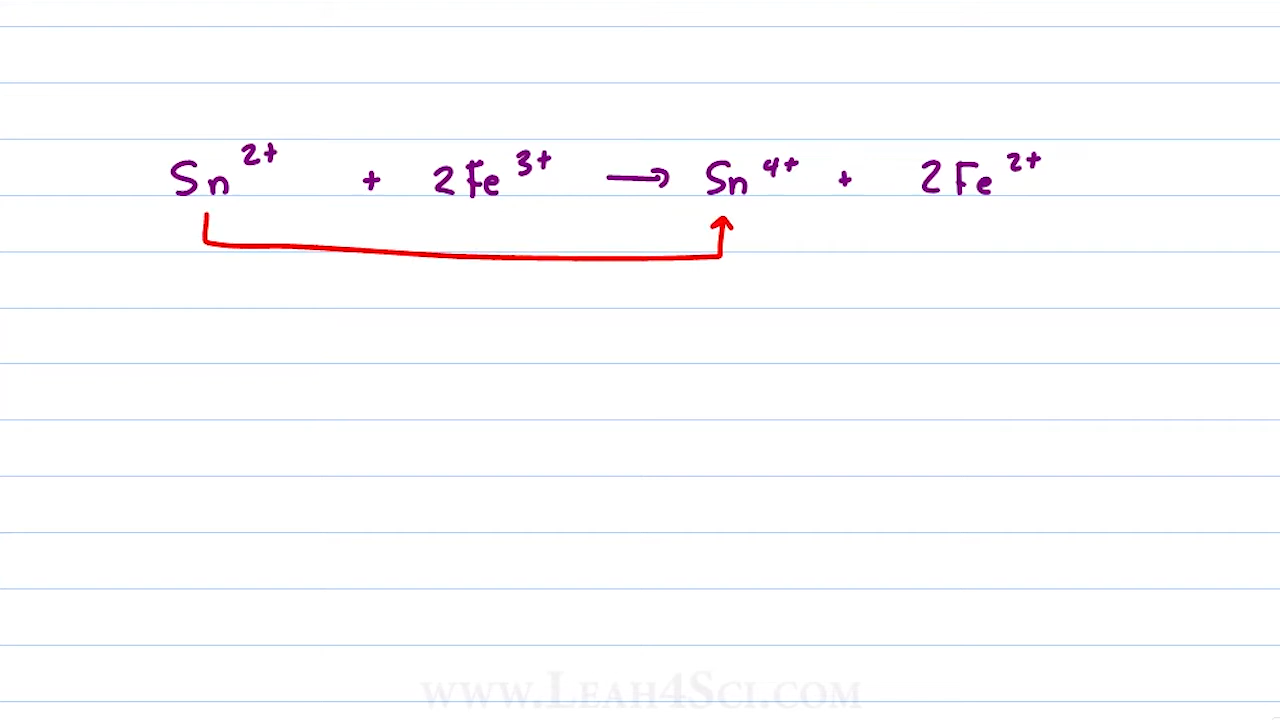 Sn²⁺ + 2Fe³⁺ → Sn⁴⁺ + 2Fe²⁺
www.Leah4Sci.com